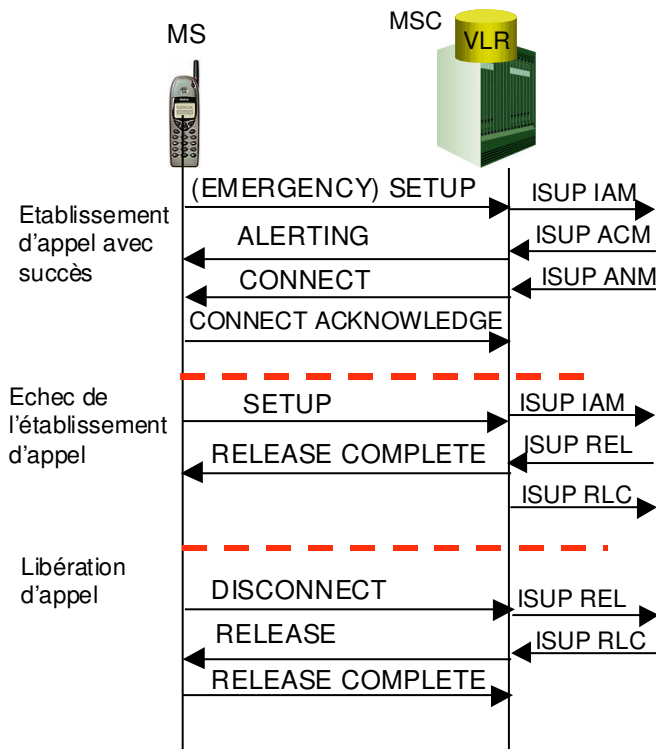 MS
MSC
VLR
Etablissement
d'appel avec
succès
(EMERGENCY) SETUP
ISUP IAM
ALERTING
ISUP ACM
CONNECT
ISUP ANM
CONNECT ACKNOWLEDGE
Echec de
l'établissement
d'appel
SETUP
ISUP IAM
RELEASE COMPLETE
ISUP REL
ISUP RLC
Libération
d'appel
DISCONNECT
ISUP REL
RELEASE
ISUP RLC
RELEASE COMPLETE